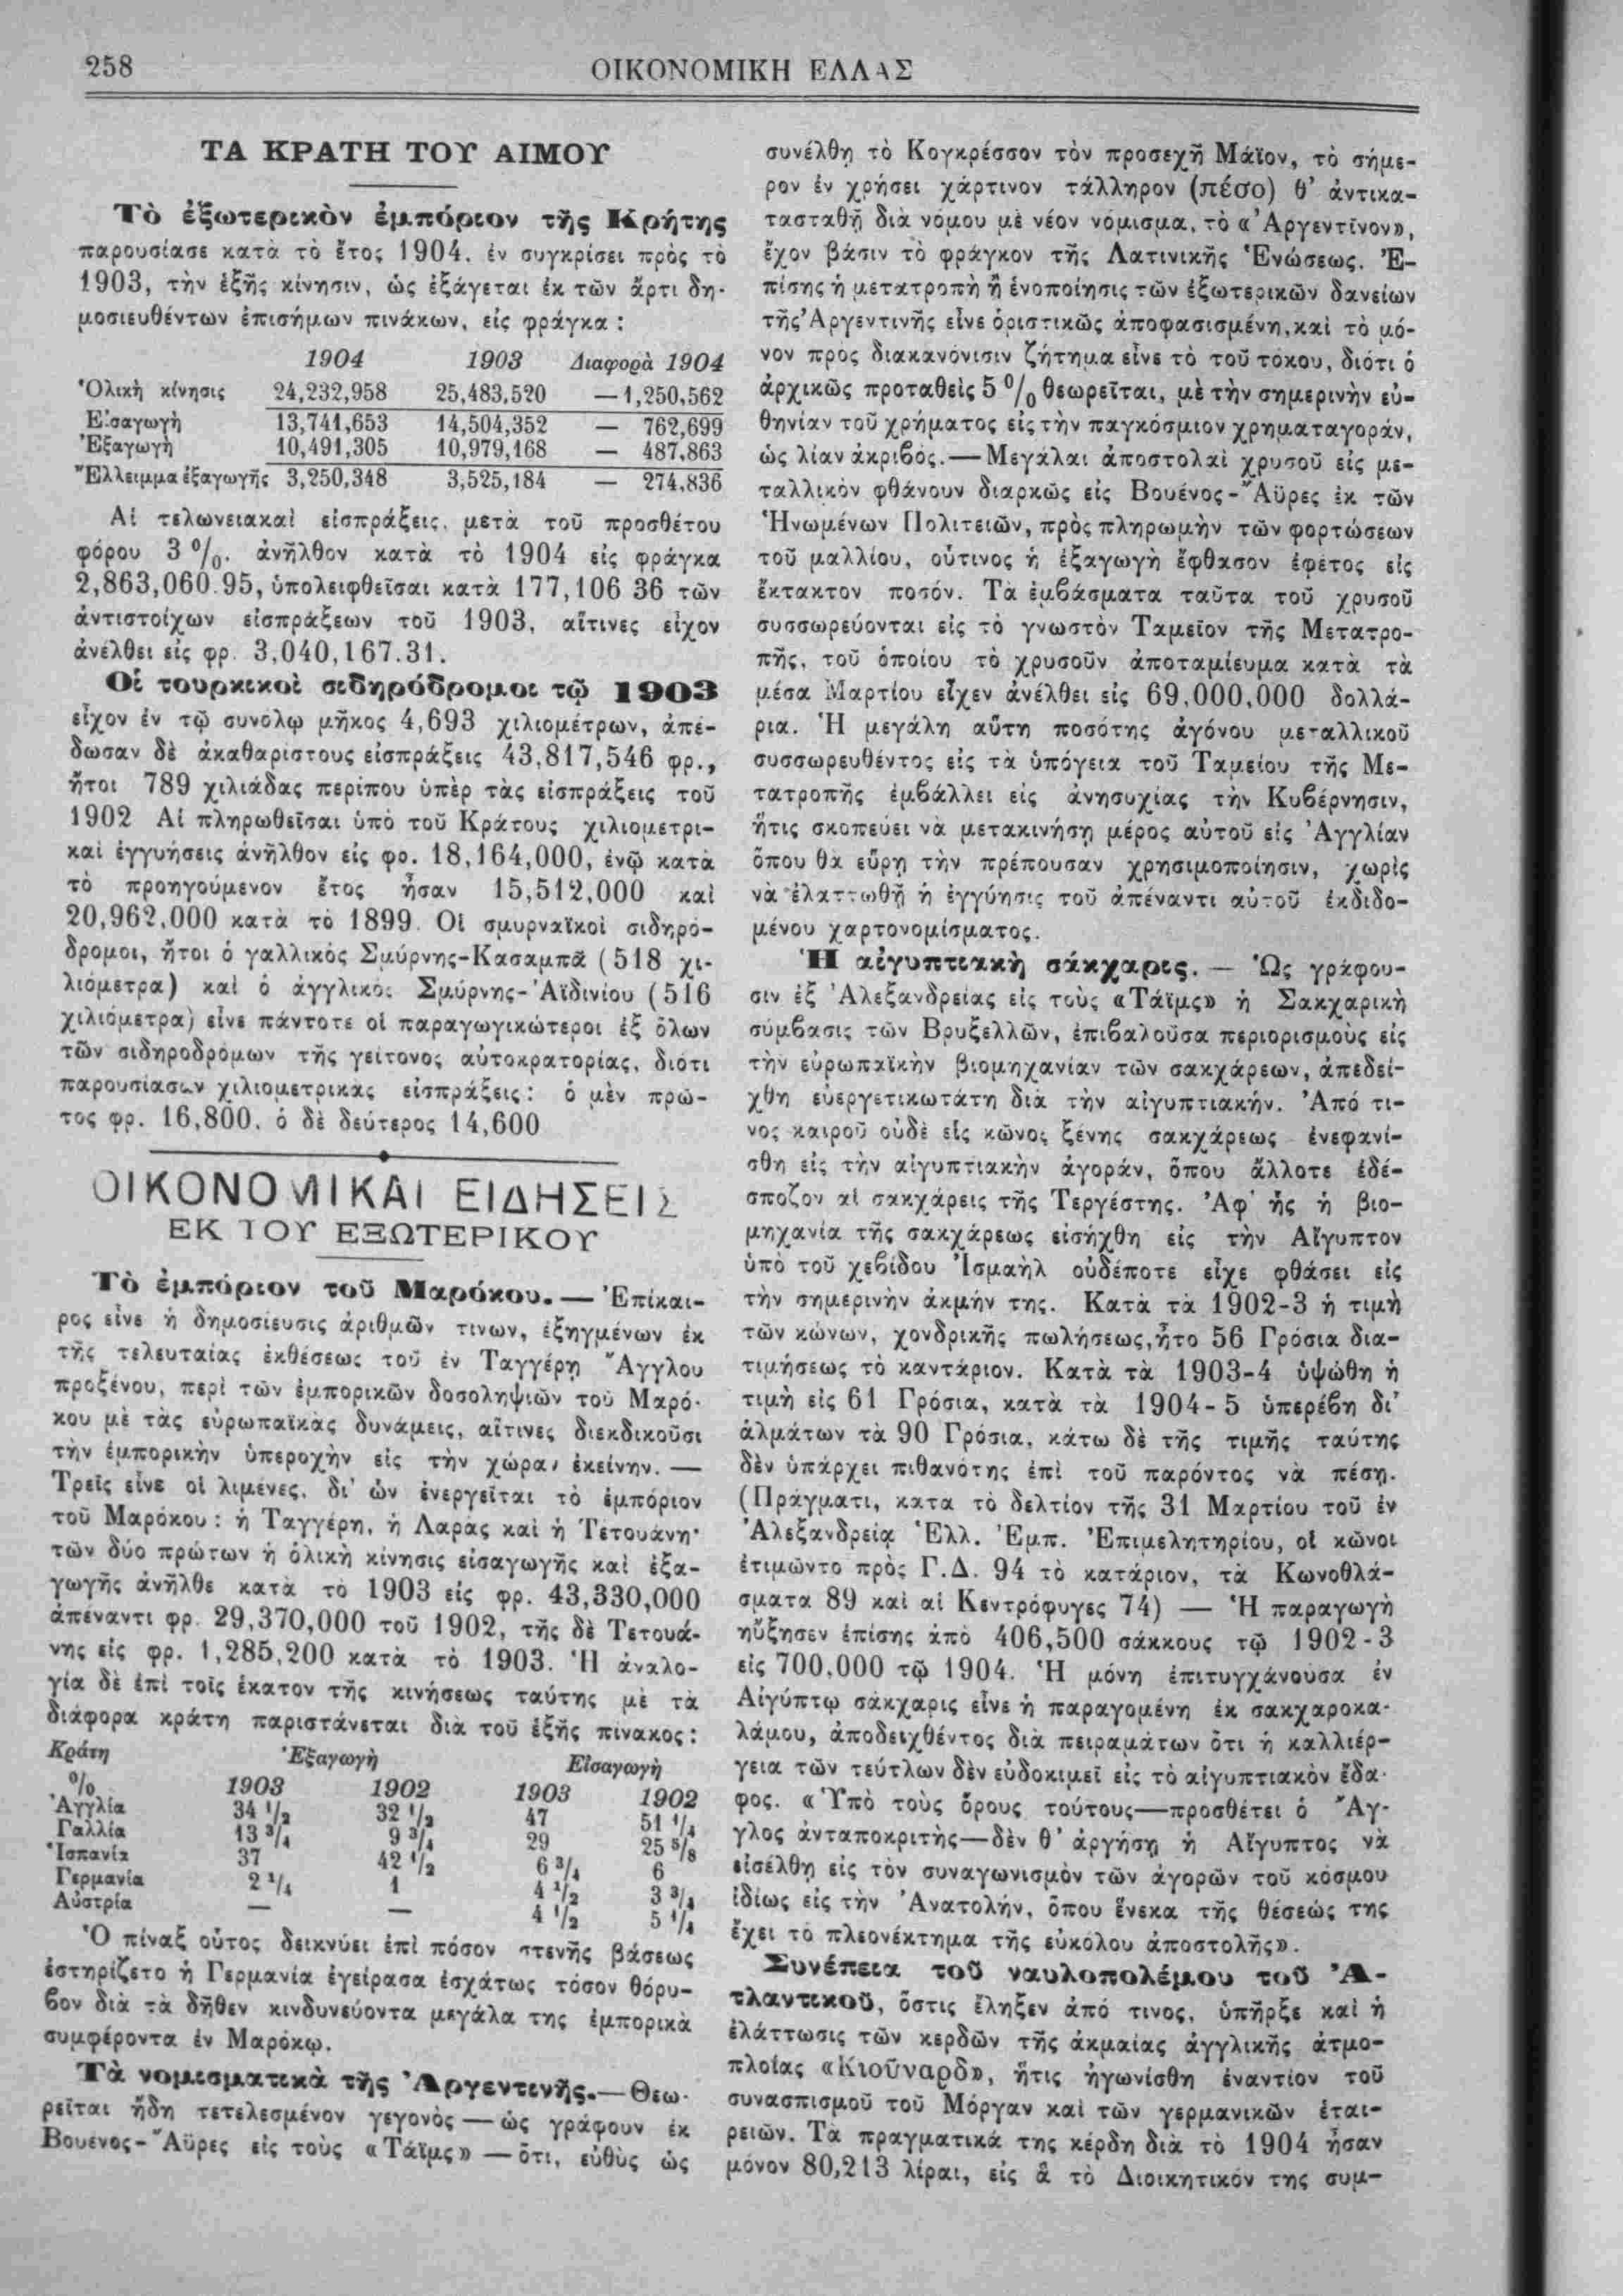 258
ΟΙΚΟΝΟΜΙΚΗ ΕΛΛΑΣ
ΤΑ ΚΡΑΤΗ ΤΟΥ ΑΙΜΟΥ
Τὸ ἐξωτερικὸν ἐμπόριον τῆς Κρήτης
παρουσίασε κατὰ τὸ ἔτος 1904. ἐν συγκρίσει πρὸς τὸ
1903, τὴν ἑξῆς κίνησιν, ὡς ἐξάγεται ἐκ τῶν ἄρτι δη-
μοσιευθέντων ἐπισήμων πινάκων, εἰς φράγκα :
1904 1903 Διαφορὰ 1904
Ὁλικὴ κίνησις 24,232,958 25,483,520 —1,250,562
Εἰσαγωγὴ 13,741,653 14,504,352 — 762,699
Ἐξαγωγὴ 10,491,305 10,979,168 — 487,863
Ἔλλειμμα ἐξαγωγῆς 3,250,348 3,525,184 — 274,836
Αἱ τελωνειακαὶ εἰσπράξεις, μετὰ τοῦ προσθέτου
φόρου 3 %. ἀνῆλθον κατὰ τὸ 1904 εἰς φράγκα
2,863,060.95, ὑπολειφθεῖσαι κατὰ 177,106 36 τῶν
ἀντιστοίχων εἰσπράξεων τοῦ 1903, αἵτινες εἶχον
ἀνέλθει εἰς φρ. 3,040,167.31.
Οἱ τουρκικοὶ σιδηρόδρομοι τῷ 1903
εἶχον ἐν τῷ συνόλῳ μῆκος 4,693 χιλιομέτρων, ἀπέ-
δωσαν δὲ ἀκαθαρίστους εἰσπράξεις 43,817,546 φρ.,
ἤτοι 789 χιλιάδας περίπου ὑπὲρ τὰς εἰσπράξεις τοῦ
1902 Αἱ πληρωθεῖσαι ὑπὸ τοῦ Κράτους χιλιομετρι-
καὶ ἐγγυήσεις ἀνῆλθον εἰς φρ. 18,164,000, ἐνῷ κατὰ
τὸ προηγούμενον ἔτος ἦσαν 15,512,000 καὶ
20,962,000 κατὰ τὸ 1899. Οἱ σμυρναϊκοὶ σιδηρό-
δρομοι, ἤτοι ὁ γαλλικὸς Σμύρνης-Κασαμπᾶ (518 χι-
λιόμετρα) καὶ ὁ ἀγγλικὸς Σμύρνης-Ἀϊδινίου (516
χιλιόμετρα) εἶνε πάντοτε οἱ παραγωγικώτεροι ἐξ ὅλων
τῶν σιδηροδρόμων τῆς γείτονος αὐτοκρατορίας, διότι
παρουσίασαν χιλιομετρικὰς εἰσπράξεις: ὁ μὲν πρῶ-
τος φρ. 16,800, ὁ δὲ δεύτερος 14,600
ΟΙΚΟΝΟΜΙΚΑΙ ΕΙΔΗΣΕΙΣ
ΕΚ ΤΟΥ ΕΞΩΤΕΡΙΚΟΥ
Τὸ ἐμπόριον τοῦ Μαρόκου.— Ἐπίκαι-
ρος εἶνε ἡ δημοσίευσις ἀριθμῶν τινων, ἐξηγμένων ἐκ
τῆς τελευταίας ἐκθέσεως τοῦ ἐν Ταγγέρῃ Ἄγγλου
προξένου, περὶ τῶν ἐμπορικῶν δοσοληψιῶν τοῦ Μαρό-
κου μὲ τὰς εὐρωπαϊκὰς δυνάμεις, αἵτινες διεκδικοῦσι
τὴν ἐμπορικὴν ὑπεροχὴν εἰς τὴν χώραν ἐκείνην. —
Τρεῖς εἶνε οἱ λιμένες, δι' ὧν ἐνεργεῖται τὸ ἐμπόριον
τοῦ Μαρόκου : ἡ Ταγγέρη, ἡ Λαρὰς καὶ ἡ Τετουάνη·
τῶν δύο πρώτων ἡ ὁλικὴ κίνησις εἰσαγωγῆς καὶ ἐξα-
γωγῆς ἀνῆλθε κατὰ τὸ 1903 εἰς φρ. 43,330,000
ἀπέναντι φρ. 29,370,000 τοῦ 1902, τῆς δὲ Τετουά-
νης εἰς φρ. 1,285,200 κατὰ τὸ 1903. Ἡ ἀναλο-
γία δὲ ἐπὶ τοῖς ἑκατὸν τῆς κινήσεως ταύτης μὲ τὰ
διάφορα κράτη παριστάνεται διὰ τοῦ ἑξῆς πίνακος :
Κράτη Ἐξαγωγὴ Εἰσαγωγὴ
% 1903 1902 1903 1902
Ἀγγλία 34 1/2 32 1/2 47 51 1/4
Γαλλία 13 3/4 9 3/4 29 25 5/8
Ἱσπανία 37 42 1/2 6 3/4 6
Γερμανία 2 1/4 1 4 1/2 3 3/4
Αὐστρία — — 4 1/2 5 1/4
Ὁ πίναξ οὗτος δεικνύει ἐπὶ πόσον στενῆς βάσεως
ἐστηρίζετο ἡ Γερμανία ἐγείρασα ἐσχάτως τόσον θόρυ-
βον διὰ τὰ δῆθεν κινδυνεύοντα μεγάλα της ἐμπορικὰ
συμφέροντα ἐν Μαρόκῳ.
Τὰ νομισματικὰ τῆς Ἀργεντινῆς.—Θεω-
ρεῖται ἤδη τετελεσμένον γεγονὸς — ὡς γράφουν ἐκ
Βουένος-Ἄϋρες εἰς τοὺς «Τάϊμς» — ὅτι, εὐθὺς ὡς
συνέλθῃ τὸ Κογκρέσσον τὸν προσεχῆ Μάϊον, τὸ σήμε-
ρον ἐν χρήσει χάρτινον τάλληρον (πέσο) θ' ἀντικα-
τασταθῇ διὰ νόμου μὲ νέον νόμισμα, τὸ «Ἀργεντῖνον»,
ἔχον βάσιν τὸ φράγκον τῆς Λατινικῆς Ἑνώσεως. Ἐ-
πίσης ἡ μετατροπὴ ἢ ἑνοποίησις τῶν ἐξωτερικῶν δανείων
τῆς Ἀργεντινῆς εἶνε ὁριστικῶς ἀποφασισμένη, καὶ τὸ μό-
νον πρὸς διακανόνισιν ζήτημα εἶνε τὸ τοῦ τόκου, διότι ὁ
ἀρχικῶς προταθεὶς 5 % θεωρεῖται, μὲ τὴν σημερινὴν εὐ-
θηνίαν τοῦ χρήματος εἰς τὴν παγκόσμιον χρηματαγοράν,
ὡς λίαν ἀκριβός.—Μεγάλαι ἀποστολαὶ χρυσοῦ εἰς με-
ταλλικὸν φθάνουν διαρκῶς εἰς Βουένος-Ἄϋρες ἐκ τῶν
Ἡνωμένων Πολιτειῶν, πρὸς πληρωμὴν τῶν φορτώσεων
τοῦ μαλλίου, οὗτινος ἡ ἐξαγωγὴ ἔφθασον ἐφέτος εἰς
ἔκτακτον ποσόν. Τὰ ἐμβάσματα ταῦτα τοῦ χρυσοῦ
συσσωρεύονται εἰς τὸ γνωστὸν Ταμεῖον τῆς Μετατρο-
πῆς, τοῦ ὁποίου τὸ χρυσοῦν ἀποταμίευμα κατὰ τὰ
μέσα Μαρτίου εἶχεν ἀνέλθει εἰς 69,000,000 δολλά-
ρια. Ἡ μεγάλη αὕτη ποσότης ἀγόνου μεταλλικοῦ
συσσωρευθέντος εἰς τὰ ὑπόγεια τοῦ Ταμείου τῆς Με-
τατροπῆς ἐμβάλλει εἰς ἀνησυχίας τὴν Κυβέρνησιν,
ἥτις σκοπεύει νὰ μετακινήσῃ μέρος αὐτοῦ εἰς Ἀγγλίαν
ὅπου θὰ εὕρῃ τὴν πρέπουσαν χρησιμοποίησιν, χωρὶς
νὰ ἐλαττωθῇ ἡ ἐγγύησις τοῦ ἀπέναντι αὐτοῦ ἐκδιδο-
μένου χαρτονομίσματος.
Ἡ αἰγυπτιακὴ σάκχαρις. — Ὡς γράφου-
σιν ἐξ Ἀλεξανδρείας εἰς τοὺς «Τάϊμς» ἡ Σακχαρικὴ
σύμβασις τῶν Βρυξελλῶν, ἐπιβαλοῦσα περιορισμοὺς εἰς
τὴν εὐρωπαϊκὴν βιομηχανίαν τῶν σακχάρεων, ἀπεδεί-
χθη εὐεργετικωτάτη διὰ τὴν αἰγυπτιακήν. Ἀπό τι-
νος καιροῦ οὐδὲ εἷς κῶνος ξένης σακχάρεως ἐνεφανί-
σθη εἰς τὴν αἰγυπτιακὴν ἀγοράν, ὅπου ἄλλοτε ἐδέ-
σποζον αἱ σακχάρεις τῆς Τεργέστης. Ἀφ' ἧς ἡ βιο-
μηχανία τῆς σακχάρεως εἰσήχθη εἰς τὴν Αἴγυπτον
ὑπὸ τοῦ χεβίδου Ἰσμαὴλ οὐδέποτε εἶχε φθάσει εἰς
τὴν σημερινὴν ἀκμήν της. Κατὰ τὰ 1902-3 ἡ τιμὴ
τῶν κώνων, χονδρικῆς πωλήσεως, ἦτο 56 Γρόσια δια-
τιμήσεως τὸ καντάριον. Κατὰ τὰ 1903-4 ὑψώθη ἡ
τιμὴ εἰς 61 Γρόσια, κατὰ τὰ 1904-5 ὑπερέβη δι'
ἁλμάτων τὰ 90 Γρόσια, κάτω δὲ τῆς τιμῆς ταύτης
δὲν ὑπάρχει πιθανότης ἐπὶ τοῦ παρόντος νὰ πέσῃ.
(Πράγματι, κατα τὸ δελτίον τῆς 31 Μαρτίου τοῦ ἐν
Ἀλεξανδρείᾳ Ἑλλ. Ἐμπ. Ἐπιμελητηρίου, οἱ κῶνοι
ἐτιμῶντο πρὸς Γ.Δ. 94 τὸ κατάριον, τὰ Κωνοθλά-
σματα 89 καὶ αἱ Κεντρόφυγες 74) — Ἡ παραγωγὴ
ηὔξησεν ἐπίσης ἀπὸ 406,500 σάκκους τῷ 1902-3
εἰς 700,000 τῷ 1904. Ἡ μόνη ἐπιτυγχάνουσα ἐν
Αἰγύπτῳ σάκχαρις εἶνε ἡ παραγομένη ἐκ σακχαροκα-
λάμου, ἀποδειχθέντος διὰ πειραμάτων ὅτι ἡ καλλιέρ-
γεια τῶν τεύτλων δὲν εὐδοκιμεῖ εἰς τὸ αἰγυπτιακὸν ἔδα-
φος. «Ὑπὸ τοὺς ὅρους τούτους—προσθέτει ὁ Ἄγ-
γλος ἀνταποκριτὴς—δὲν θ' ἀργήσῃ ἡ Αἴγυπτος νὰ
εἰσέλθῃ εἰς τὸν συναγωνισμὸν τῶν ἀγορῶν τοῦ κόσμου
ἰδίως εἰς τὴν Ἀνατολήν, ὅπου ἕνεκα τῆς θέσεώς της
ἔχει τὸ πλεονέκτημα τῆς εὐκόλου ἀποστολῆς».
Συνέπεια τοῦ ναυλοπολέμου τοῦ Ἀ-
τλαντικοῦ, ὅστις ἔληξεν ἀπό τινος, ὑπῆρξε καὶ ἡ
ἐλάττωσις τῶν κερδῶν τῆς ἀκμαίας ἀγγλικῆς ἀτμο-
πλοίας «Κιοῦναρδ», ἥτις ἠγωνίσθη ἐναντίον τοῦ
συνασπισμοῦ τοῦ Μόργαν καὶ τῶν γερμανικῶν ἑται-
ρειῶν. Τὰ πραγματικά της κέρδη διὰ τὸ 1904 ἦσαν
μόνον 80,213 λίραι, εἰς ἃ τὸ Διοικητικόν της συμ-